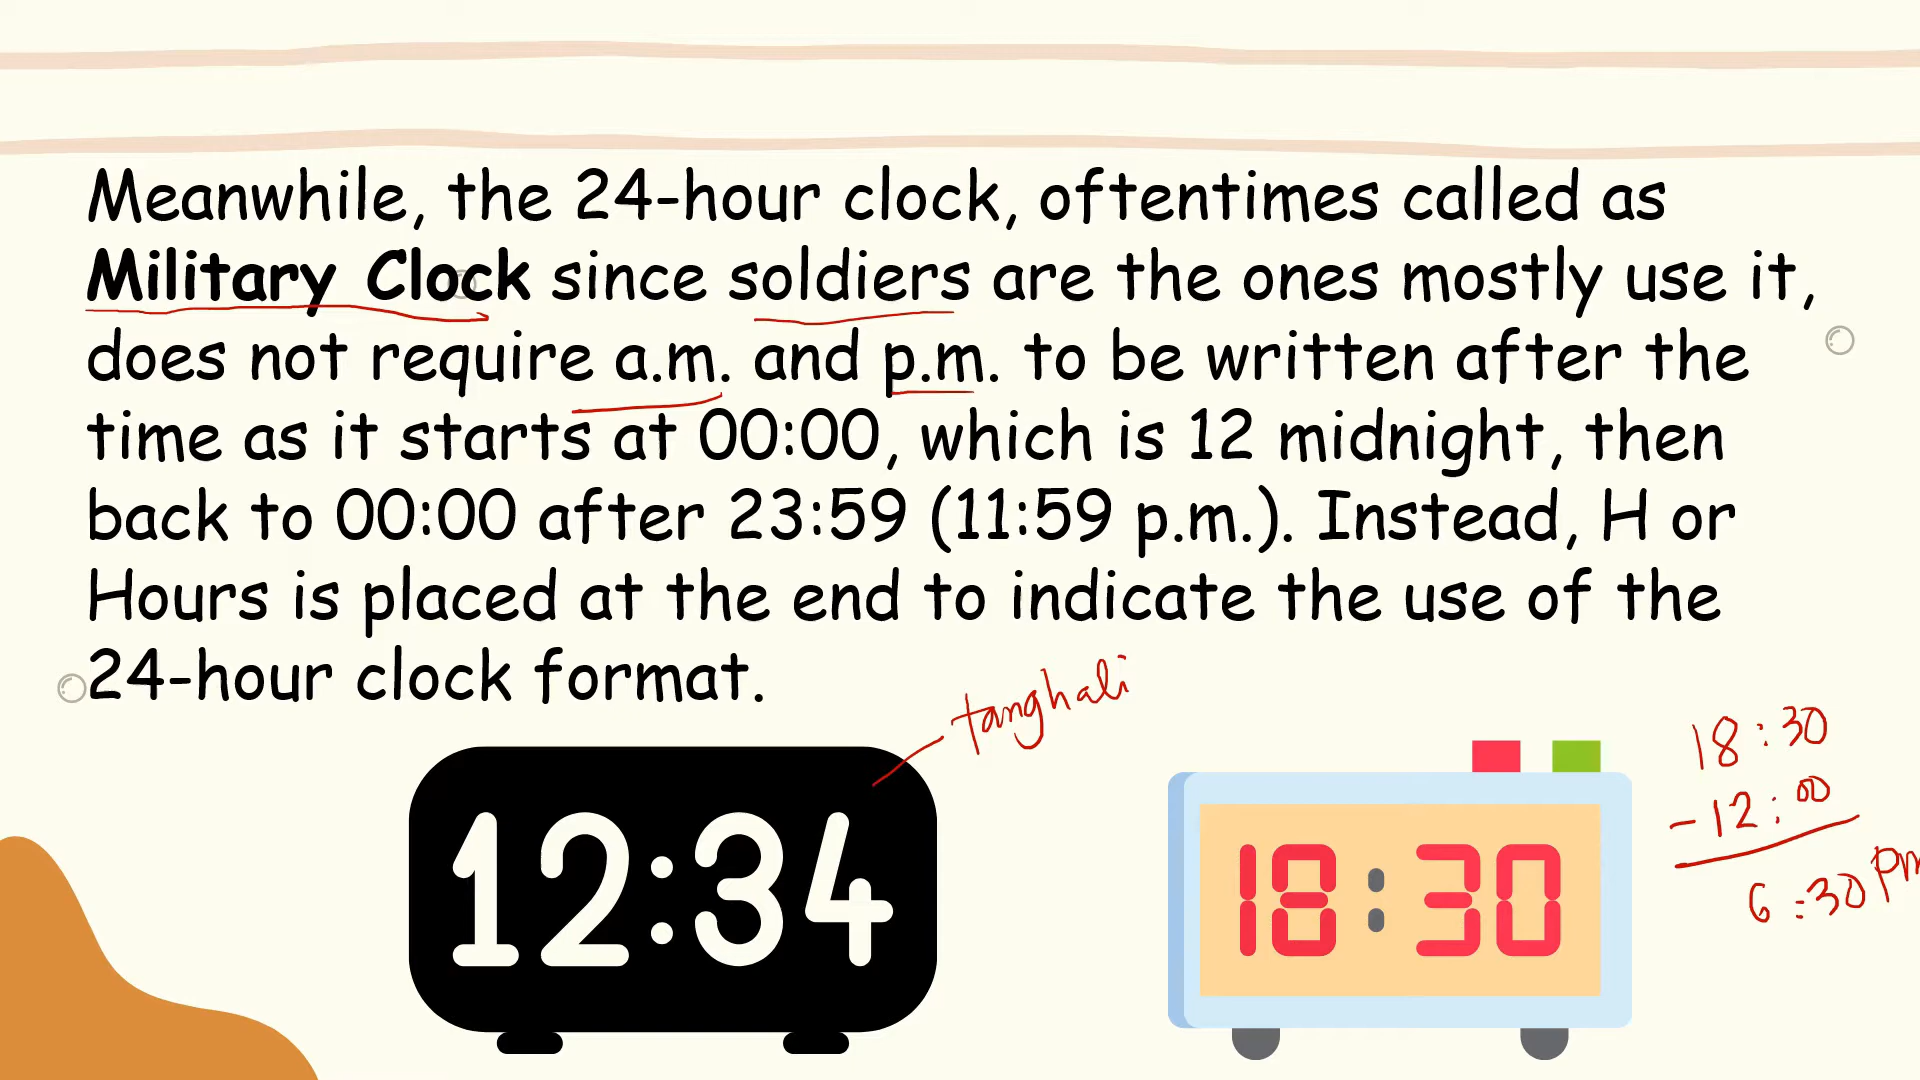 Meanwhile, the 24-hour clock, oftentimes called as
Military Clock since soldiers are the ones mostly use it,
does not require a.m. and p.m. to be written after the
time as it starts at 00:00, which is 12 midnight, then
back to 00:00 after 23:59 (11:59 p.m.). Instead, H or
Hours is placed at the end to indicate the use of the
24-hour clock format.
tanghali
12:34
18:30
18:30
- 12:00
6:30 pm